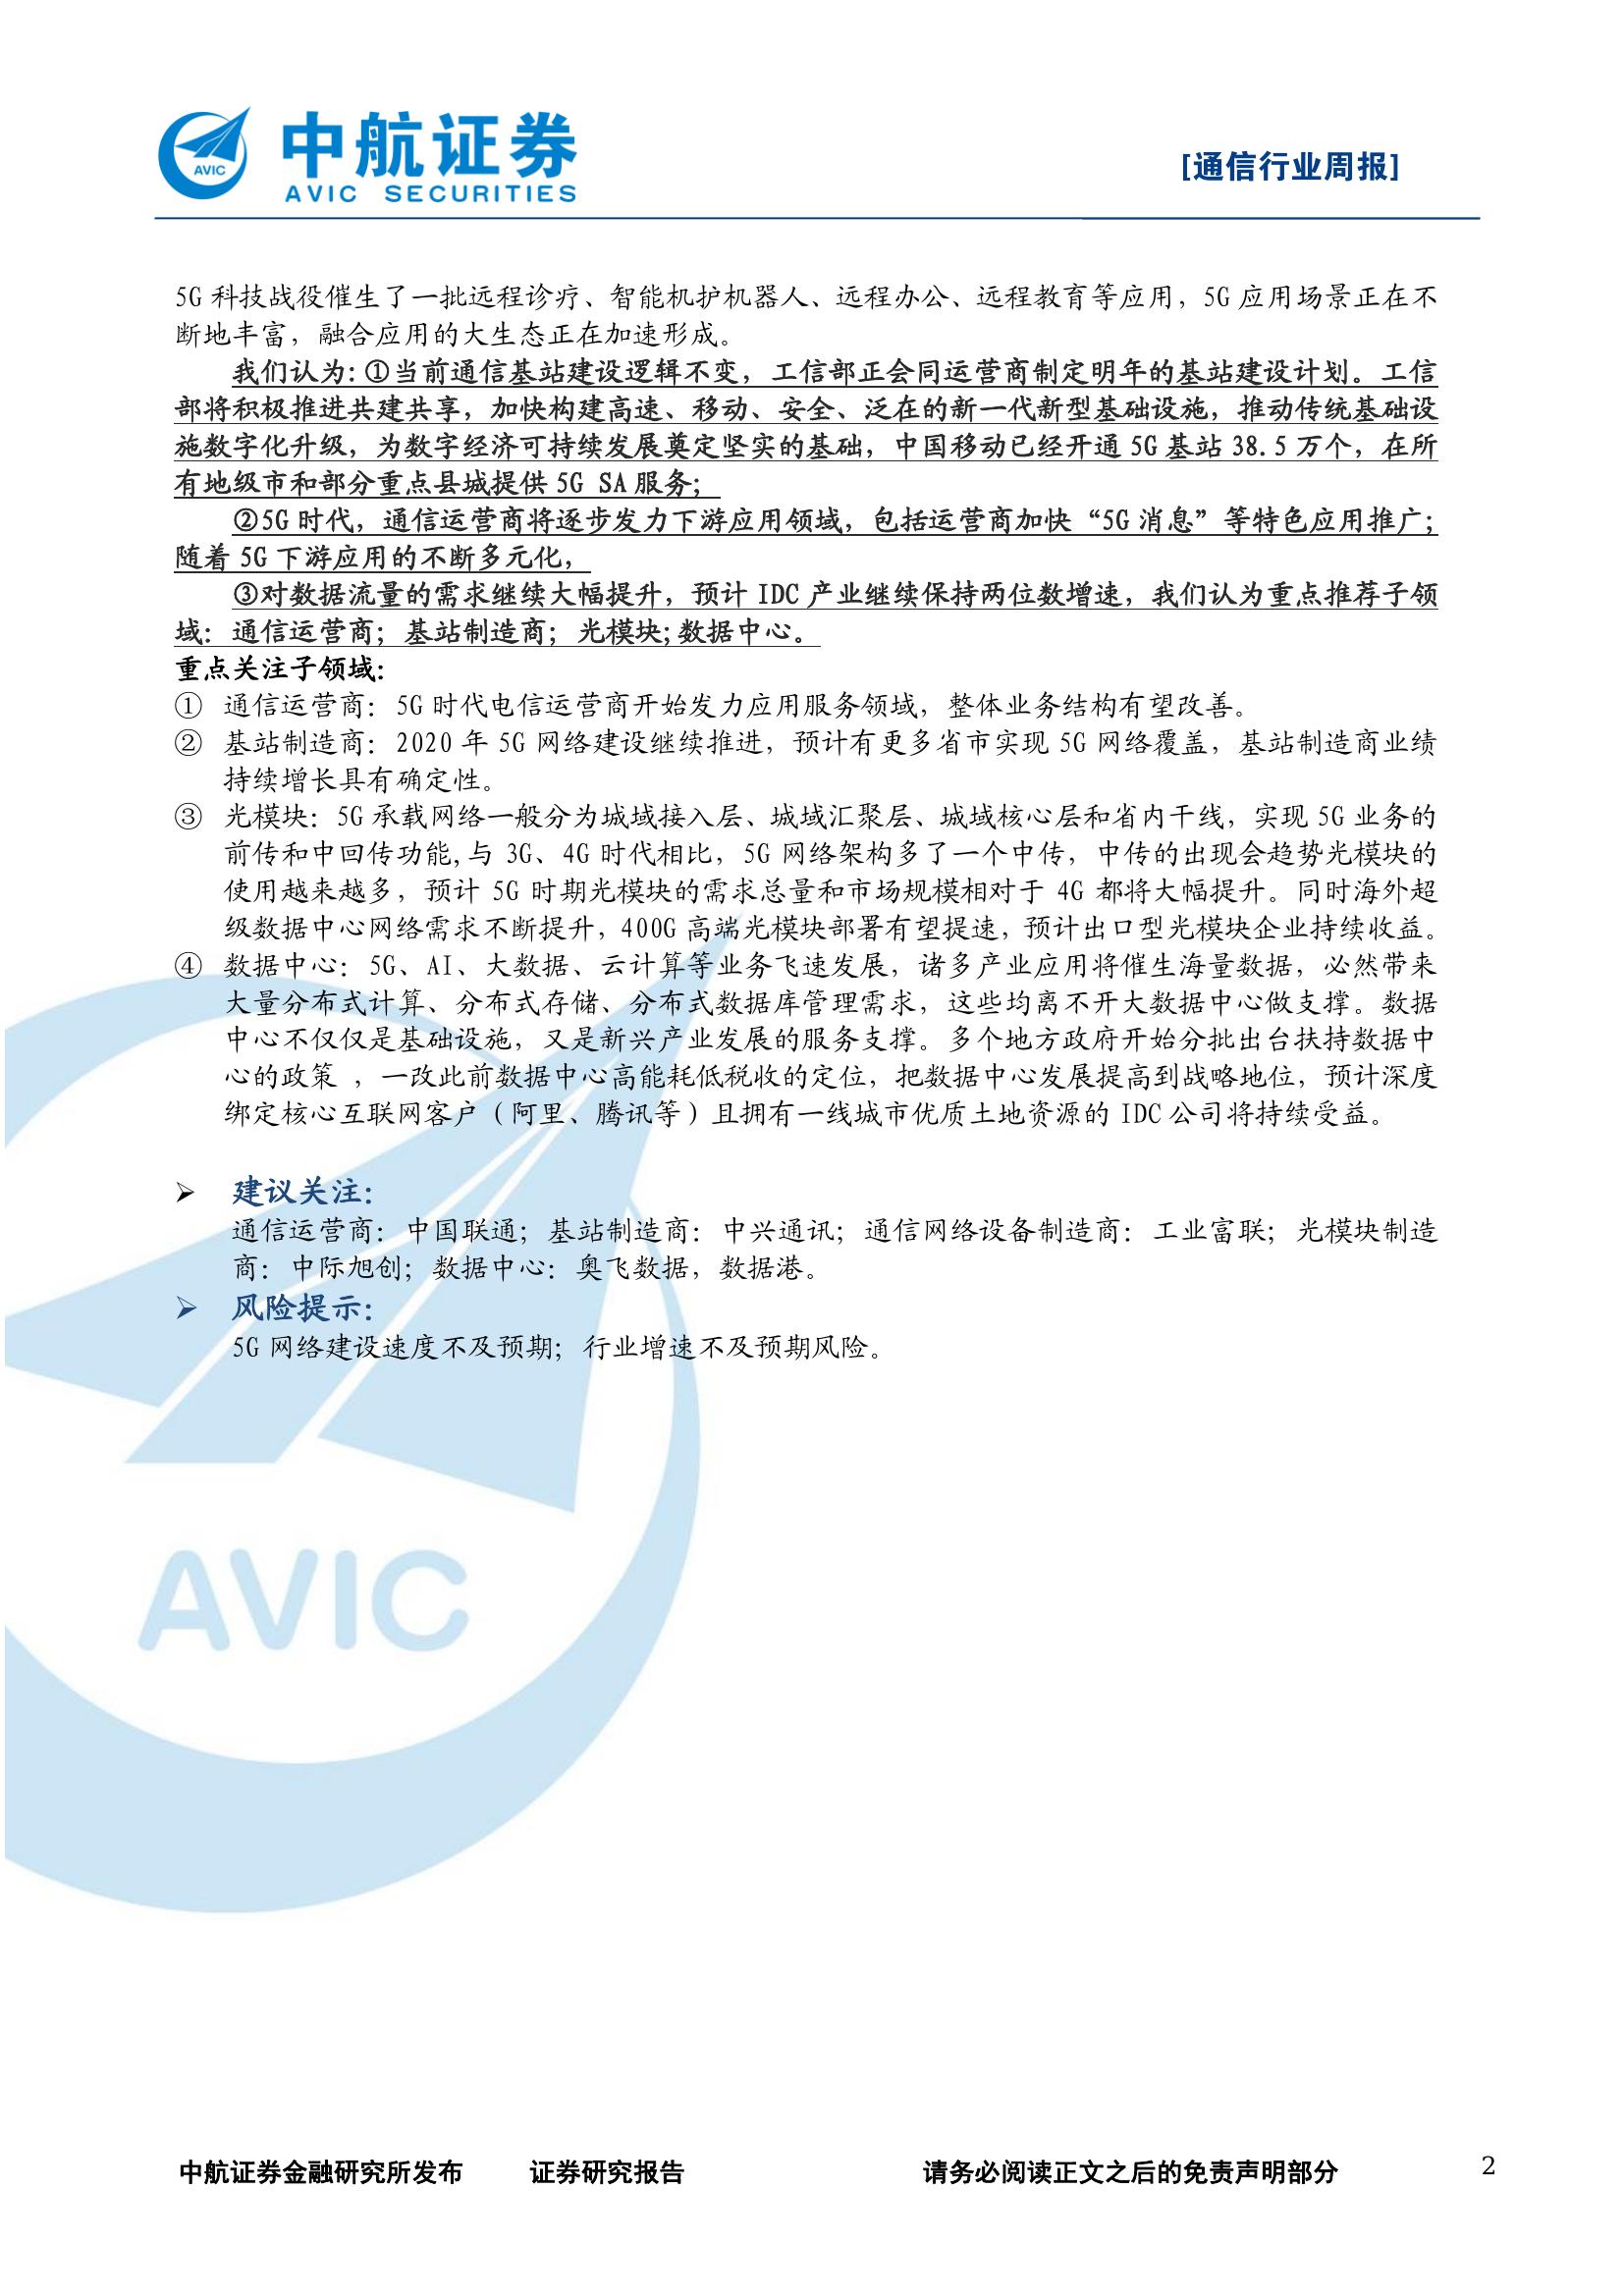 中航证券
AVIC SECURITIES
AVIC
[通信行业周报]
5G 科技战役催生了一批远程诊疗、智能机护机器人、远程办公、远程教育等应用，5G 应用场景正在不
断地丰富，融合应用的大生态正在加速形成。
我们认为：①当前通信基站建设逻辑不变，工信部正会同运营商制定明年的基站建设计划。工信
部将积极推进共建共享，加快构建高速、移动、安全、泛在的新一代新型基础设施，推动传统基础设
施数字化升级，为数字经济可持续发展奠定坚实的基础，中国移动已经开通 5G 基站 38.5 万个，在所
有地级市和部分重点县城提供 5G SA 服务；
②5G 时代，通信运营商将逐步发力下游应用领域，包括运营商加快“5G 消息”等特色应用推广；
随着 5G 下游应用的不断多元化，
③对数据流量的需求继续大幅提升，预计 IDC 产业继续保持两位数增速，我们认为重点推荐子领
域：通信运营商；基站制造商；光模块;数据中心。
重点关注子领域：
① 通信运营商：5G 时代电信运营商开始发力应用服务领域，整体业务结构有望改善。
② 基站制造商：2020 年 5G 网络建设继续推进，预计有更多省市实现 5G 网络覆盖，基站制造商业绩
持续增长具有确定性。
③ 光模块：5G 承载网络一般分为城域接入层、城域汇聚层、城域核心层和省内干线，实现 5G 业务的
前传和中回传功能,与 3G、4G 时代相比，5G 网络架构多了一个中传，中传的出现会趋势光模块的
使用越来越多，预计 5G 时期光模块的需求总量和市场规模相对于 4G 都将大幅提升。同时海外超
级数据中心网络需求不断提升，400G 高端光模块部署有望提速，预计出口型光模块企业持续收益。
④ 数据中心：5G、AI、大数据、云计算等业务飞速发展，诸多产业应用将催生海量数据，必然带来
大量分布式计算、分布式存储、分布式数据库管理需求，这些均离不开大数据中心做支撑。数据
中心不仅仅是基础设施，又是新兴产业发展的服务支撑。多个地方政府开始分批出台扶持数据中
心的政策 ，一改此前数据中心高能耗低税收的定位，把数据中心发展提高到战略地位，预计深度
绑定核心互联网客户（阿里、腾讯等）且拥有一线城市优质土地资源的 IDC 公司将持续受益。
➢ 建议关注：
通信运营商：中国联通；基站制造商：中兴通讯；通信网络设备制造商：工业富联；光模块制造
商：中际旭创；数据中心：奥飞数据，数据港。
➢ 风险提示：
5G 网络建设速度不及预期；行业增速不及预期风险。
AVIC
中航证券金融研究所发布 证券研究报告 请务必阅读正文之后的免责声明部分 2